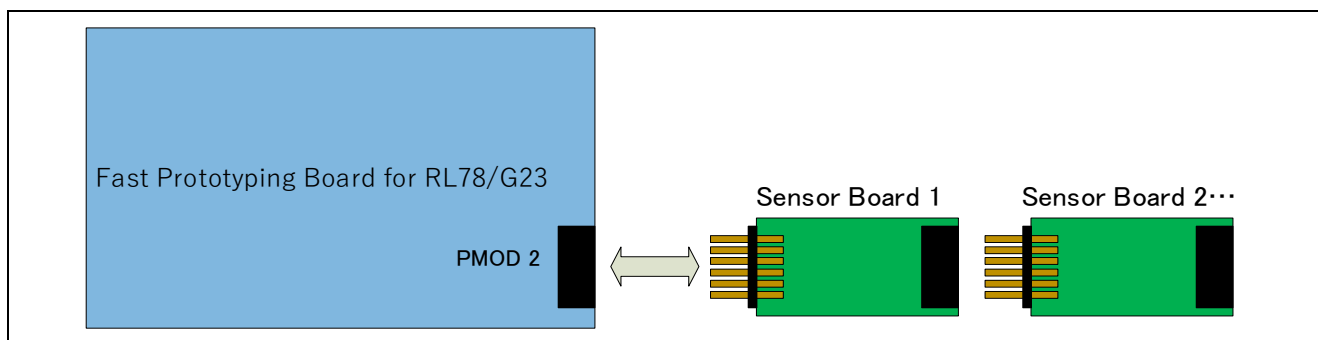 Fast Prototyping Board for RL78/G23
PMOD 2
Sensor Board 1
Sensor Board 2…